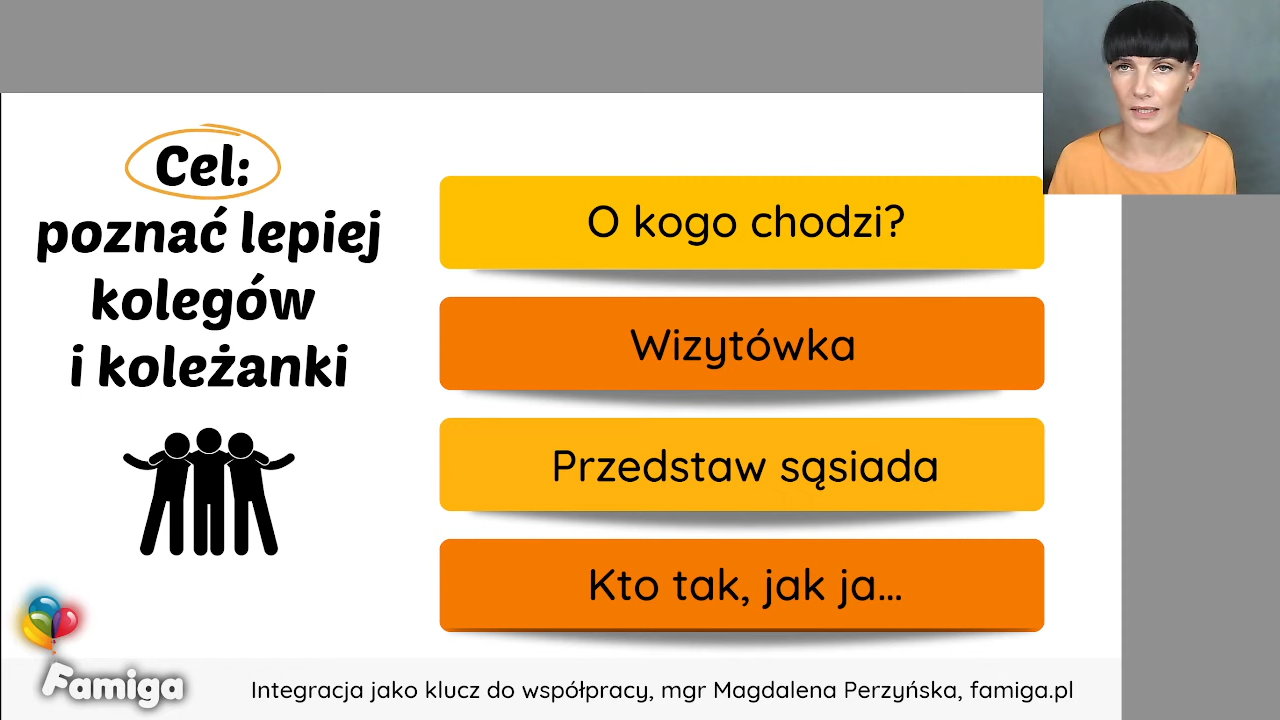 Cel:
poznać lepiej
kolegów
i koleżanki
O kogo chodzi?
Wizytówka
Przedstaw sąsiada
Kto tak, jak ja...
Famiga
Integracja jako klucz do współpracy, mgr Magdalena Perzyńska, famiga.pl